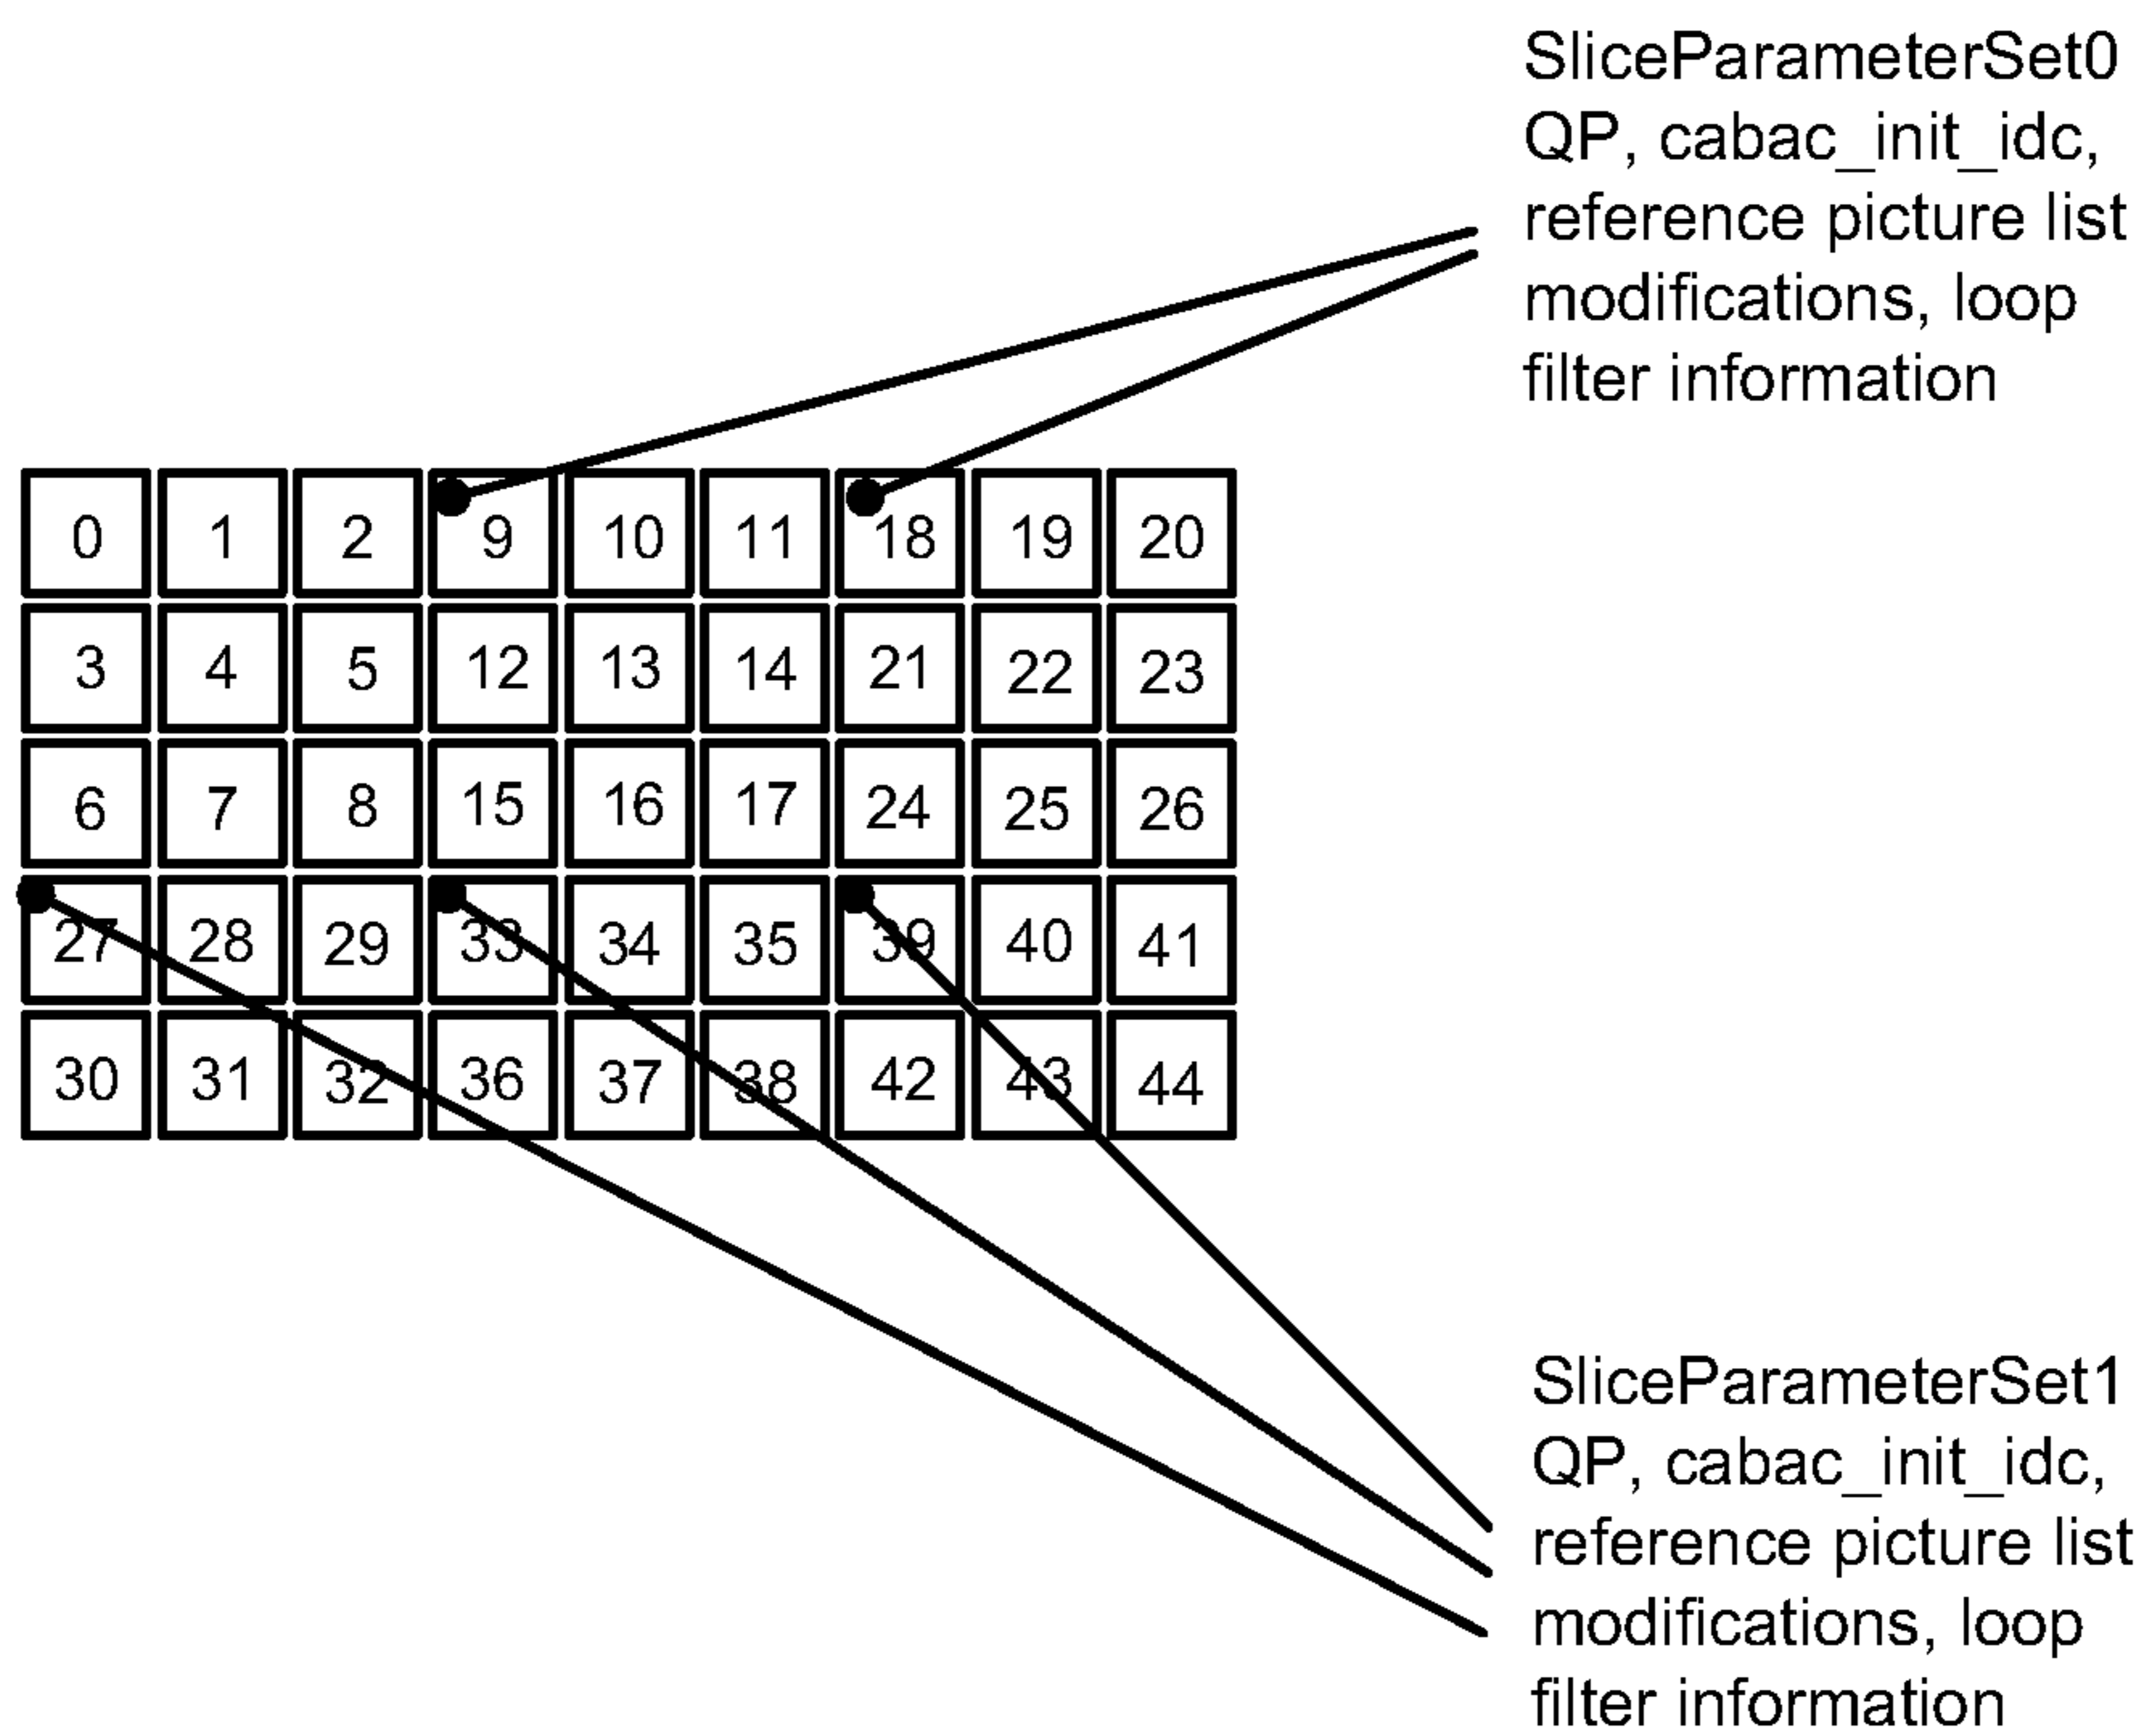 SliceParameterSet0
QP, cabac_init_idc,
reference picture list
modifications, loop
filter information
0 1 2 9 10 11 18 19 20
3 4 5 12 13 14 21 22 23
6 7 8 15 16 17 24 25 26
27 28 29 33 34 35 39 40 41
30 31 32 36 37 38 42 43 44
SliceParameterSet1
QP, cabac_init_idc,
reference picture list
modifications, loop
filter information